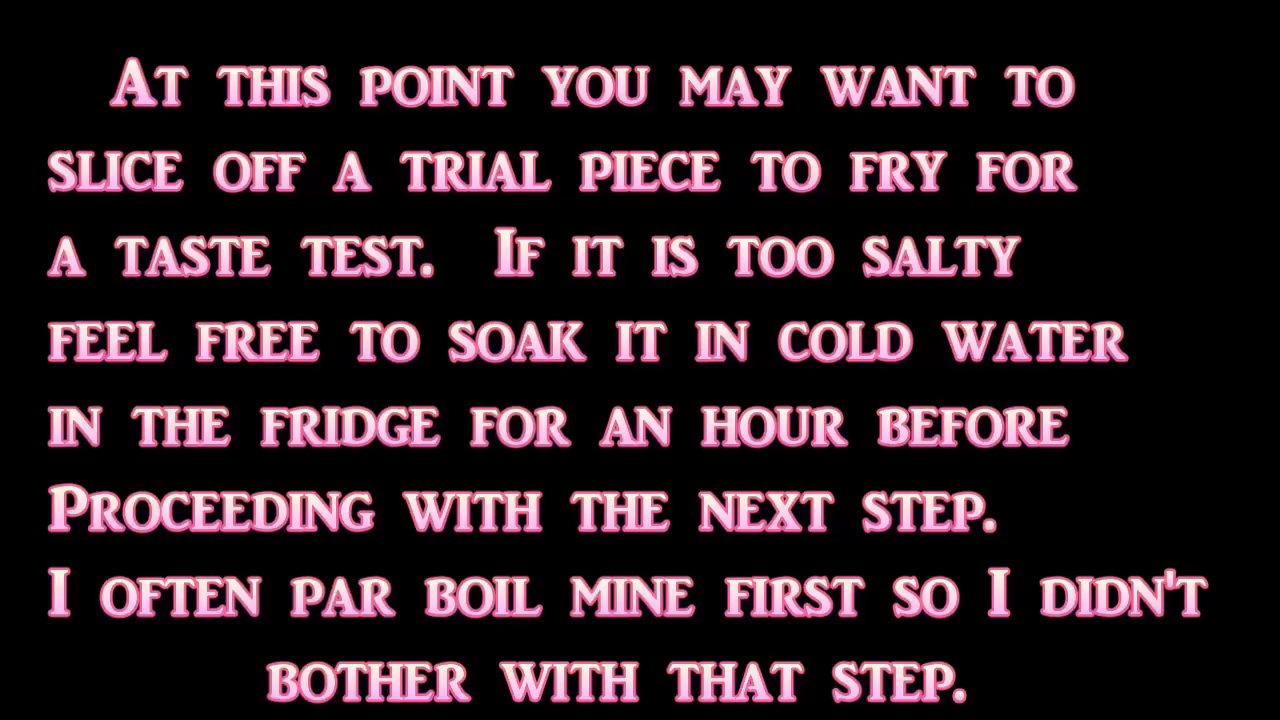 At this point you may want to
slice off a trial piece to fry for
a taste test. If it is too salty
feel free to soak it in cold water
in the fridge for an hour before
Proceeding with the next step.
I often par boil mine first so I didn't
bother with that step.